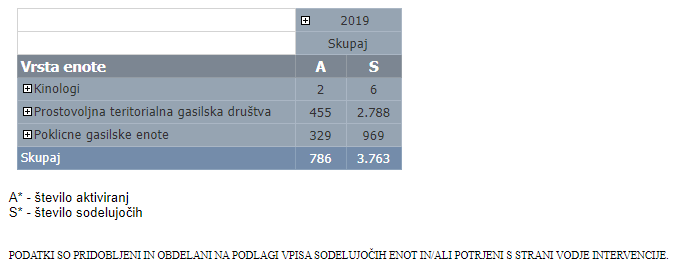 2019
Skupaj
Vrsta enote A S
Kinologi 2 6
Prostovoljna teritorialna gasilska društva 455 2.788
Poklicne gasilske enote 329 969
Skupaj 786 3.763
A* - število aktiviranj
S* - število sodelujočih
PODATKI SO PRIDOBLJENI IN OBDELANI NA PODLAGI VPISA SODELUJOČIH ENOT IN/ALI POTRJENI S STRANI VODJE INTERVENCIJE.